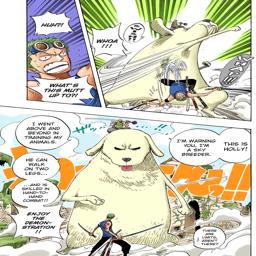 HUH?!
WHAT'S
THIS MUTT
UP TO?!
WHOA
!!!
THIS IS
HOLLY!
I'M WARNING
YOU, I'M
A SKY
BREEDER.
I WENT
ABOVE AND
BEYOND IN
TRAINING MY
ANIMALS.
HE CAN
WALK ON
TWO LEGS...
...AND IS
SKILLED IN
HAND-TO-
HAND
COMBAT!!
ENJOY
THE
DEMON-
STRATION
!!
THERE
ARE
LIMITS,
AREN'T
THERE?